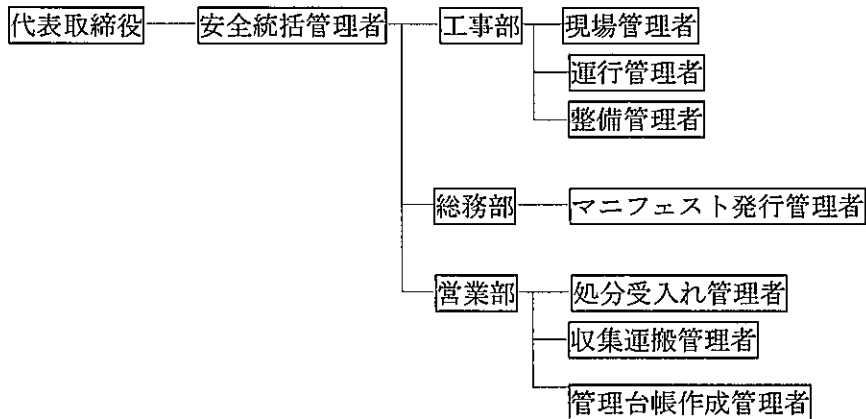 代表取締役 安全統括管理者 工事部 現場管理者
運行管理者
整備管理者
総務部 マニフェスト発行管理者
営業部 処分受入れ管理者
収集運搬管理者
管理台帳作成管理者